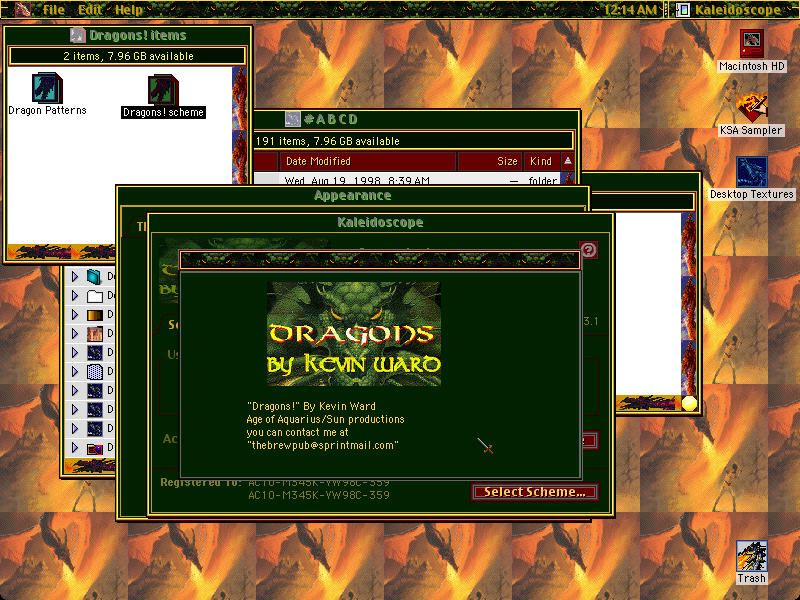 File Edit Help
12:14 AM
Kaleidoscope
Dragons! items
2 items, 7.96 GB available
Dragon Patterns
Dragons! scheme
Macintosh HD
KSA Sampler
Desktop Textures
#ABCD
191 items, 7.96 GB available
Date Modified Size Kind
Wed, Aug 19, 1998, 8:39 AM — folder
Appearance
Kaleidoscope
3.1
DRAGONS
BY KEVIN WARD
"Dragons!" By Kevin Ward
Age of Aquarius/Sun productions
you can contact me at
"thebrewpub@sprintmail.com"
Registered To: AC10-M345K-VW98C-359
AC10-M345K-VW98C-359
Select Scheme...
Trash